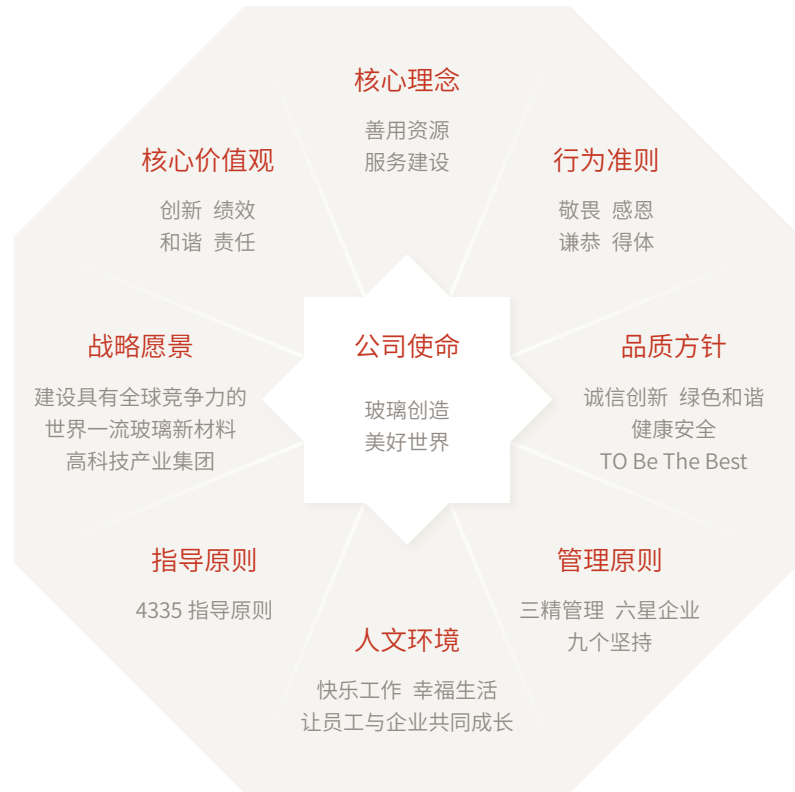 核心理念
善用资源
服务建设
核心价值观
创新 绩效
和谐 责任
行为准则
敬畏 感恩
谦恭 得体
战略愿景
建设具有全球竞争力的
世界一流玻璃新材料
高科技产业集团
公司使命
玻璃创造
美好世界
品质方针
诚信创新 绿色和谐
健康安全
TO Be The Best
指导原则
4335 指导原则
管理原则
三精管理 六星企业
九个坚持
人文环境
快乐工作 幸福生活
让员工与企业共同成长